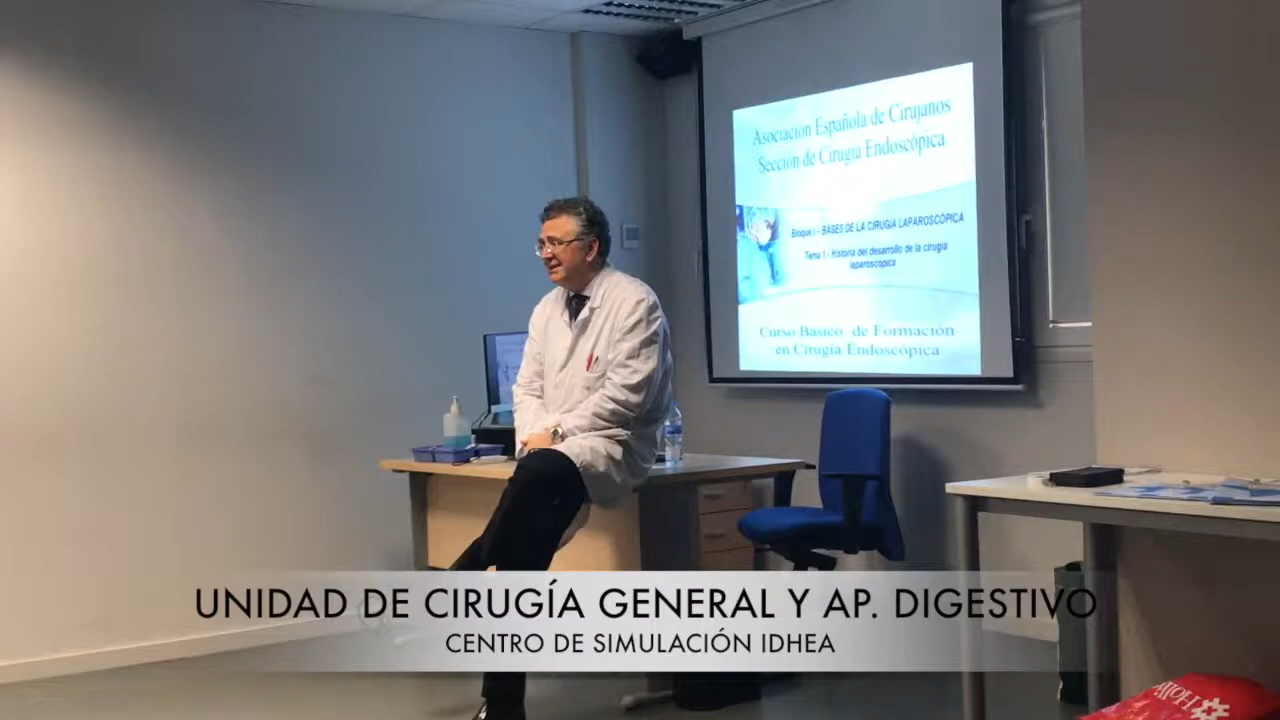 Asociación Española de Cirujanos
Sección de Cirugía Endoscópica
Bloque I - BASES DE LA CIRUGIA LAPAROSCÓPICA
Tema 1 - Historia del desarrollo de la cirugía
laparoscópica
Curso Básico de Formación
en Cirugía Endoscópica
UNIDAD DE CIRUGÍA GENERAL Y AP. DIGESTIVO
CENTRO DE SIMULACIÓN IDHEA